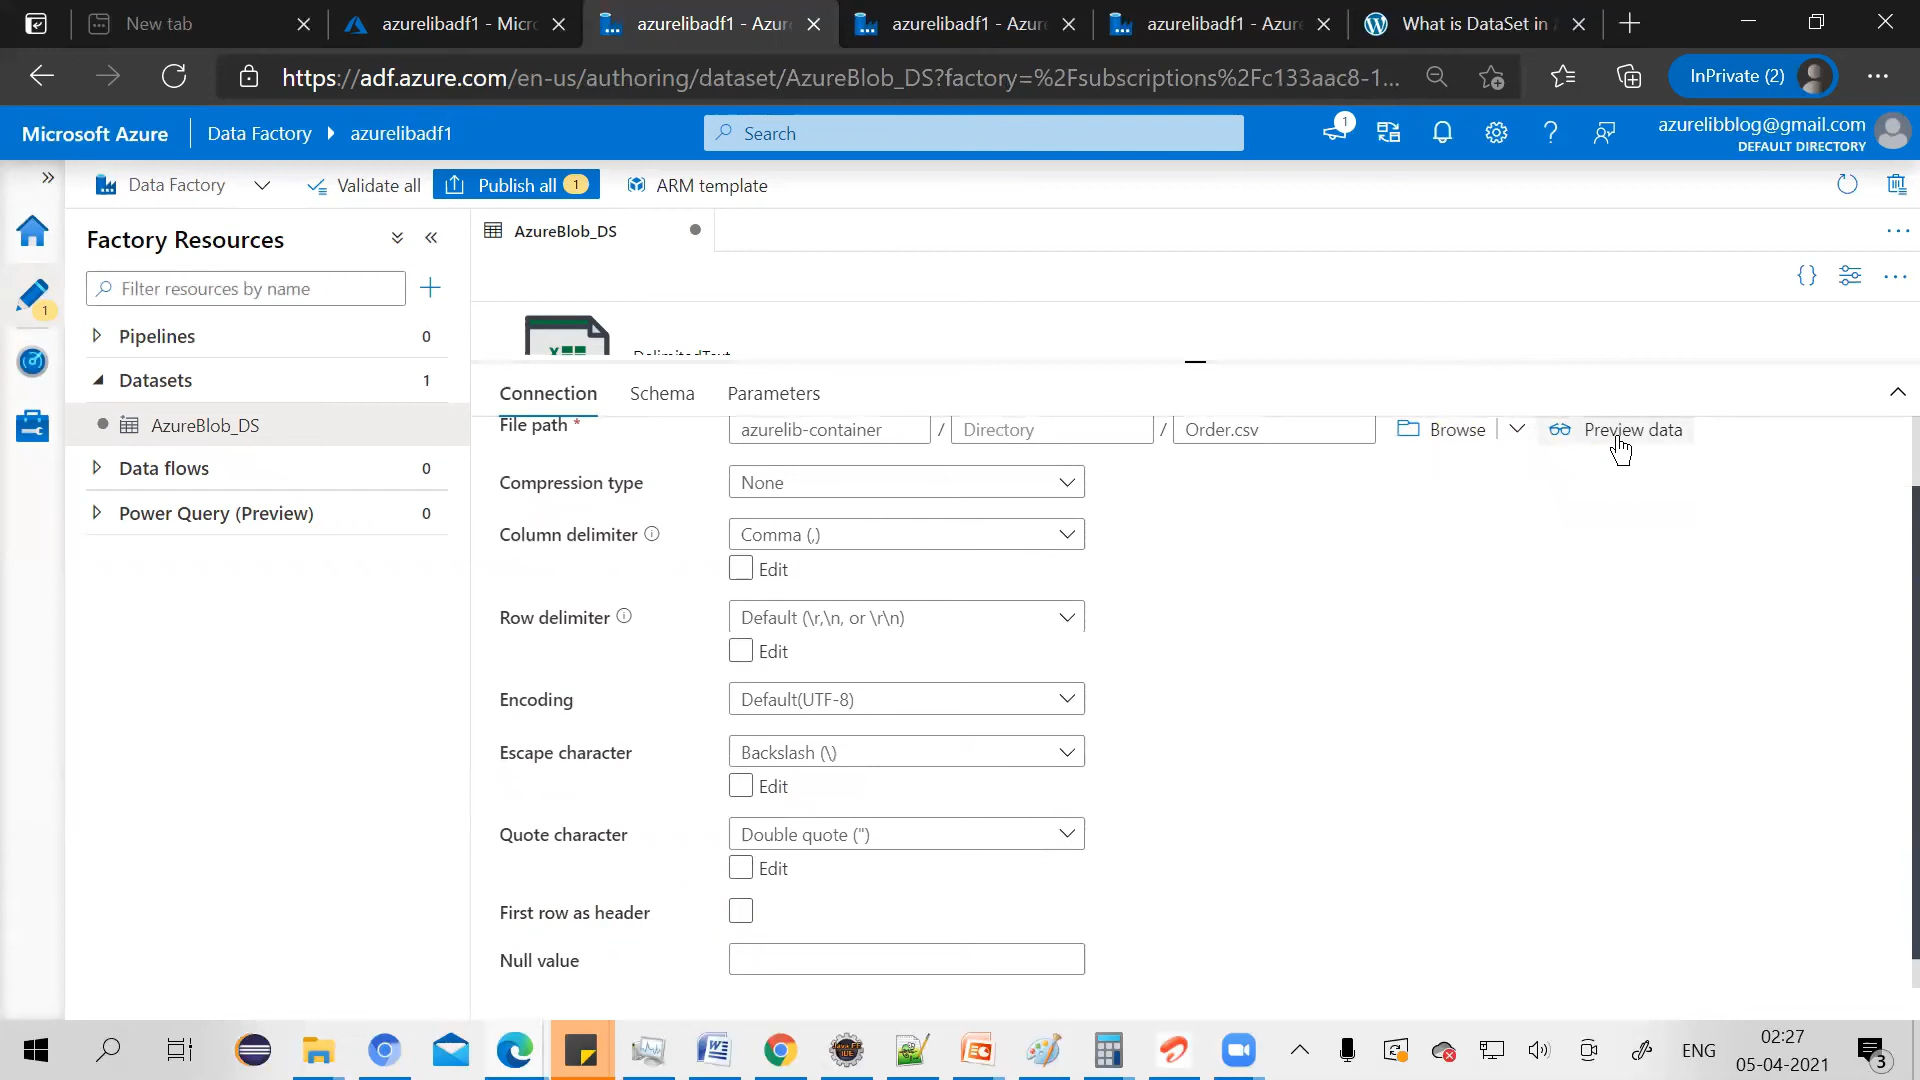 New tab
azurelibadf1 - Micr
azurelibadf1 - Azur
azurelibadf1 - Azur
azurelibadf1 - Azur
What is DataSet in
https://adf.azure.com/en-us/authoring/dataset/AzureBlob_DS?factory=%2Fsubscriptions%2Fc133aac8-1...
InPrivate (2)
Microsoft Azure
Data Factory
azurelibadf1
Search
1
azurelibblog@gmail.com
DEFAULT DIRECTORY
Data Factory
Validate all
Publish all 1
ARM template
Factory Resources
AzureBlob_DS
Filter resources by name
1
Pipelines 0
Datasets 1
AzureBlob_DS
Data flows 0
Power Query (Preview) 0
DelimitedText
Connection
Schema
Parameters
File path *
azurelib-container / Directory / Order.csv
Browse
Preview data
Compression type
None
Column delimiter
Comma (,)
Edit
Row delimiter
Default (\r,\n, or \r\n)
Edit
Encoding
Default(UTF-8)
Escape character
Backslash (\)
Edit
Quote character
Double quote (")
Edit
First row as header
Null value
ENG
02:27
05-04-2021
3